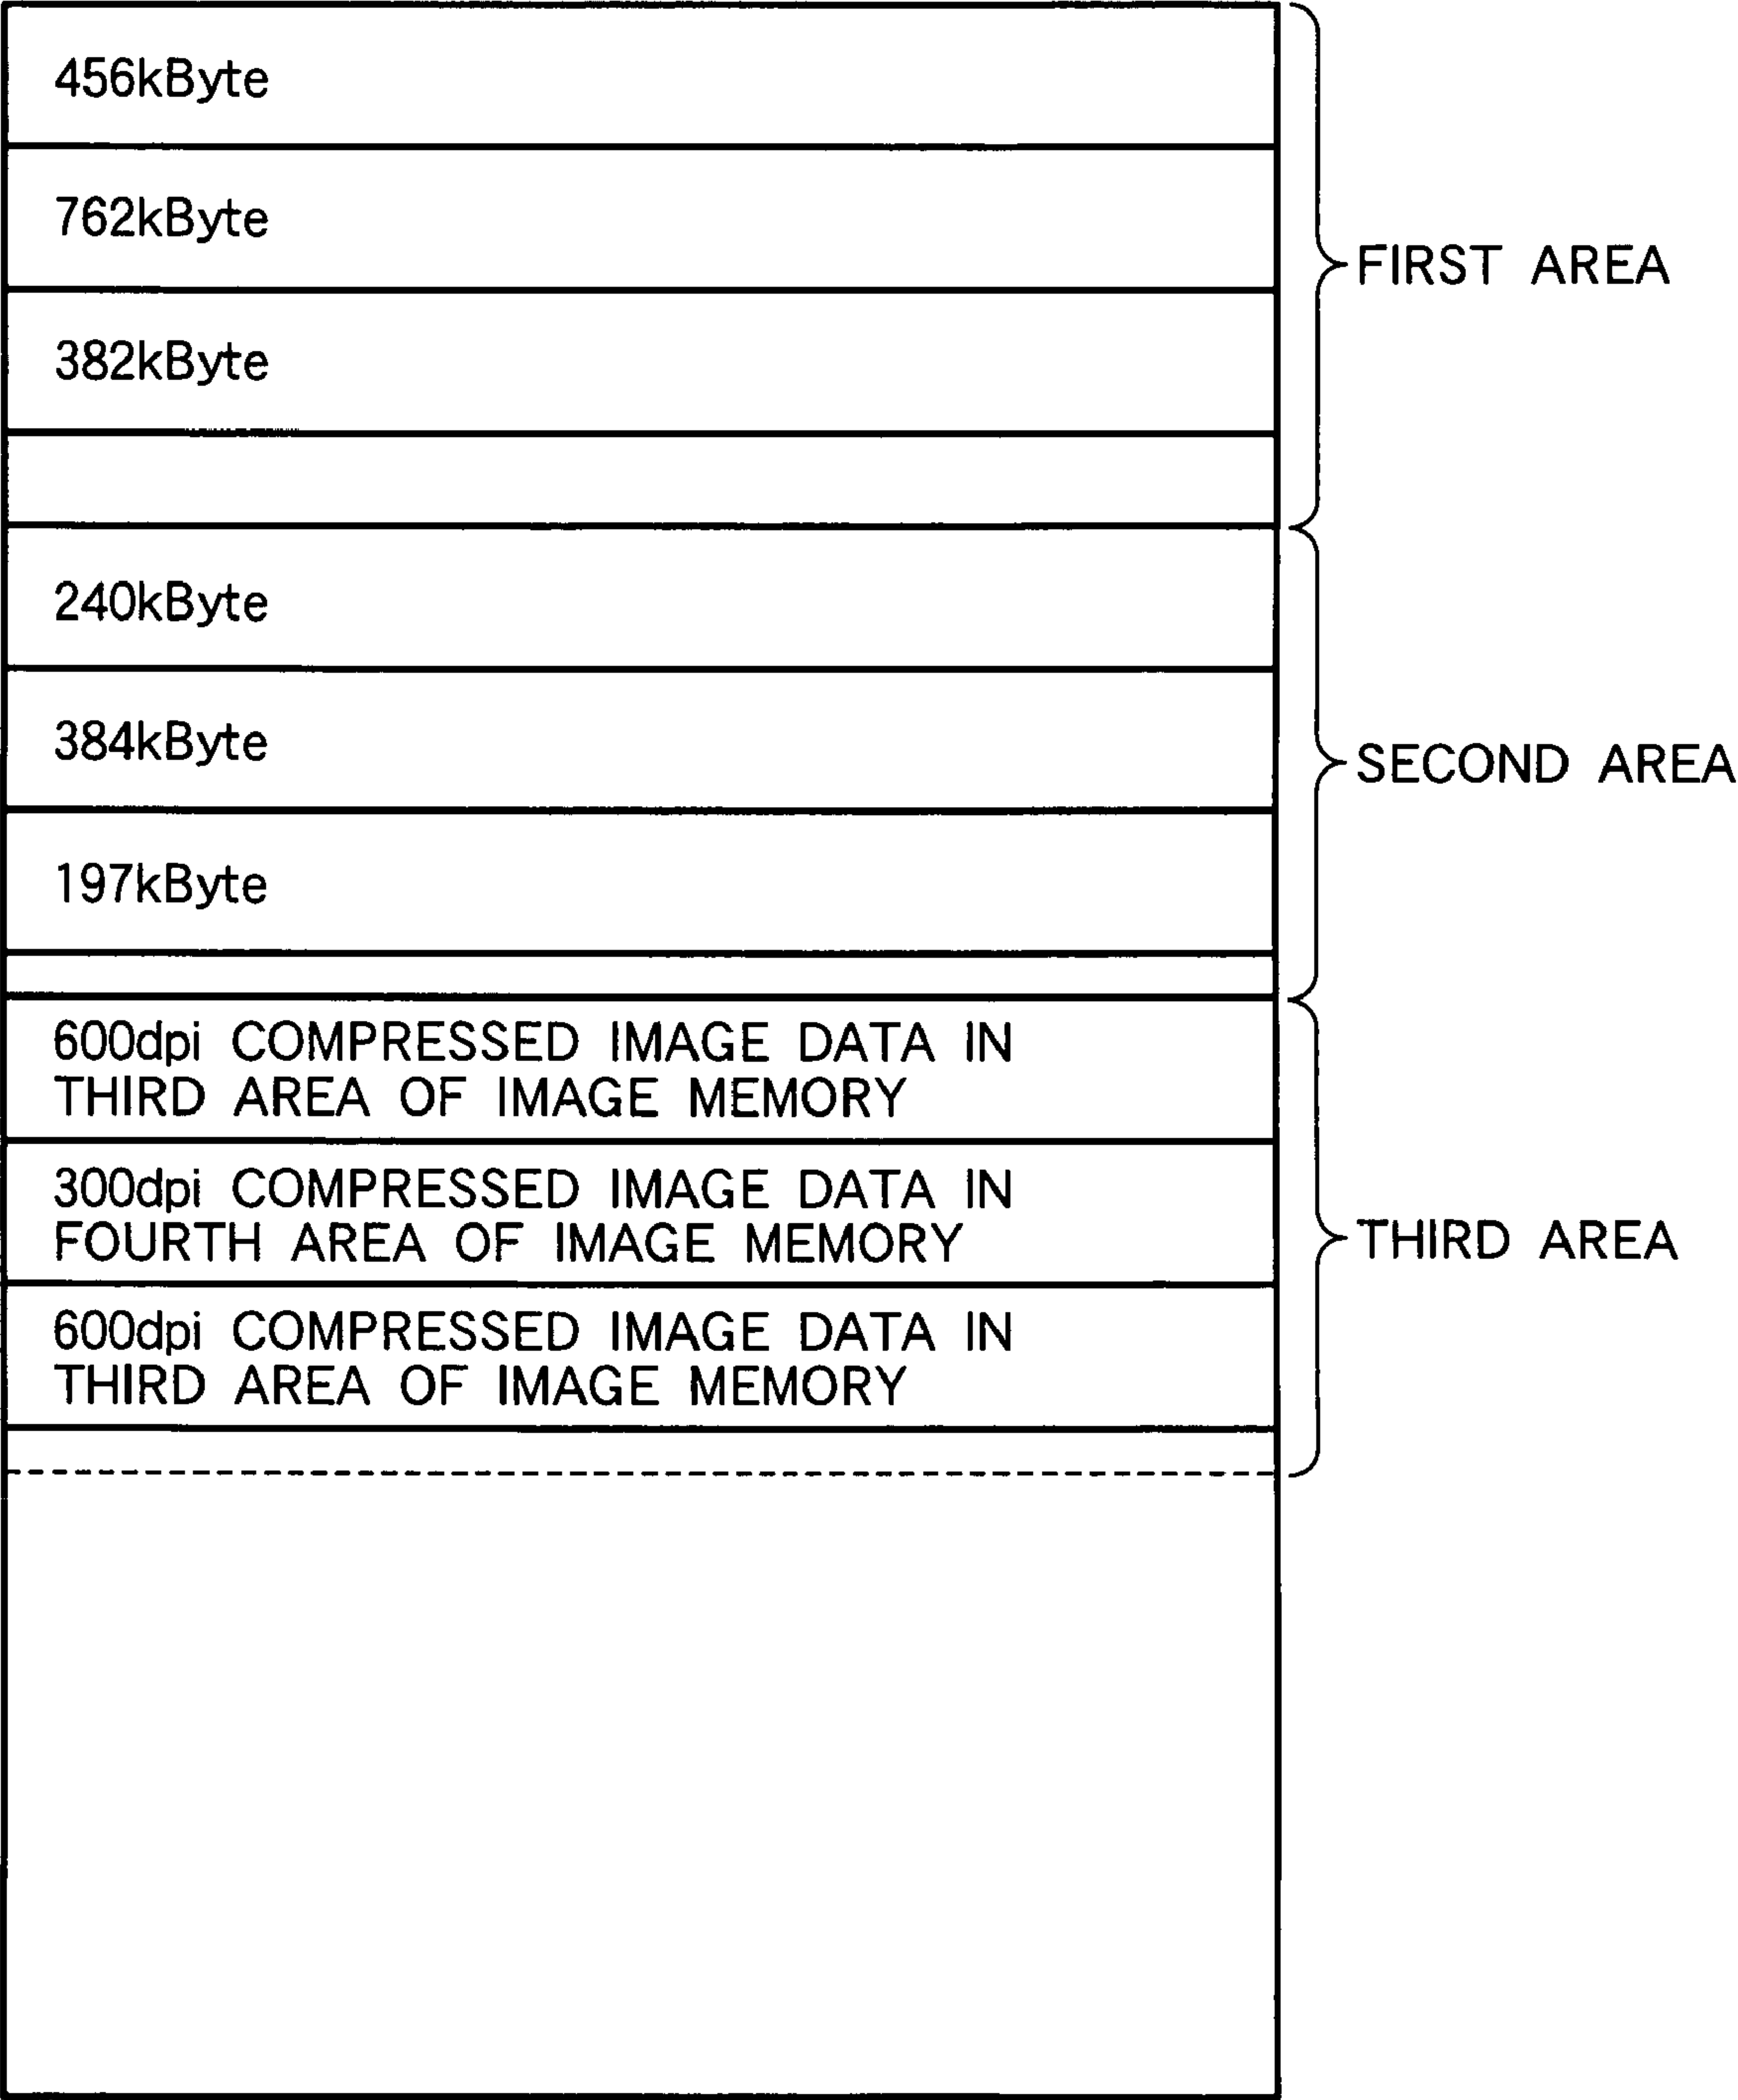 456kByte
762kByte
382kByte
FIRST AREA
240kByte
384kByte
197kByte
SECOND AREA
600dpi COMPRESSED IMAGE DATA IN
THIRD AREA OF IMAGE MEMORY
300dpi COMPRESSED IMAGE DATA IN
FOURTH AREA OF IMAGE MEMORY
600dpi COMPRESSED IMAGE DATA IN
THIRD AREA OF IMAGE MEMORY
THIRD AREA